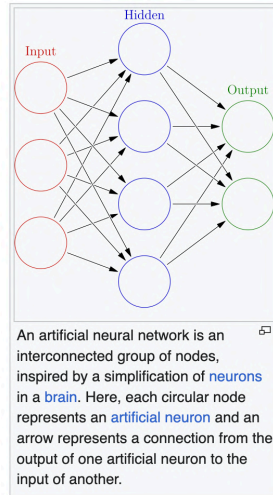 Hidden
Input
Output
An artificial neural network is an
interconnected group of nodes,
inspired by a simplification of neurons
in a brain. Here, each circular node
represents an artificial neuron and an
arrow represents a connection from the
output of one artificial neuron to the
input of another.